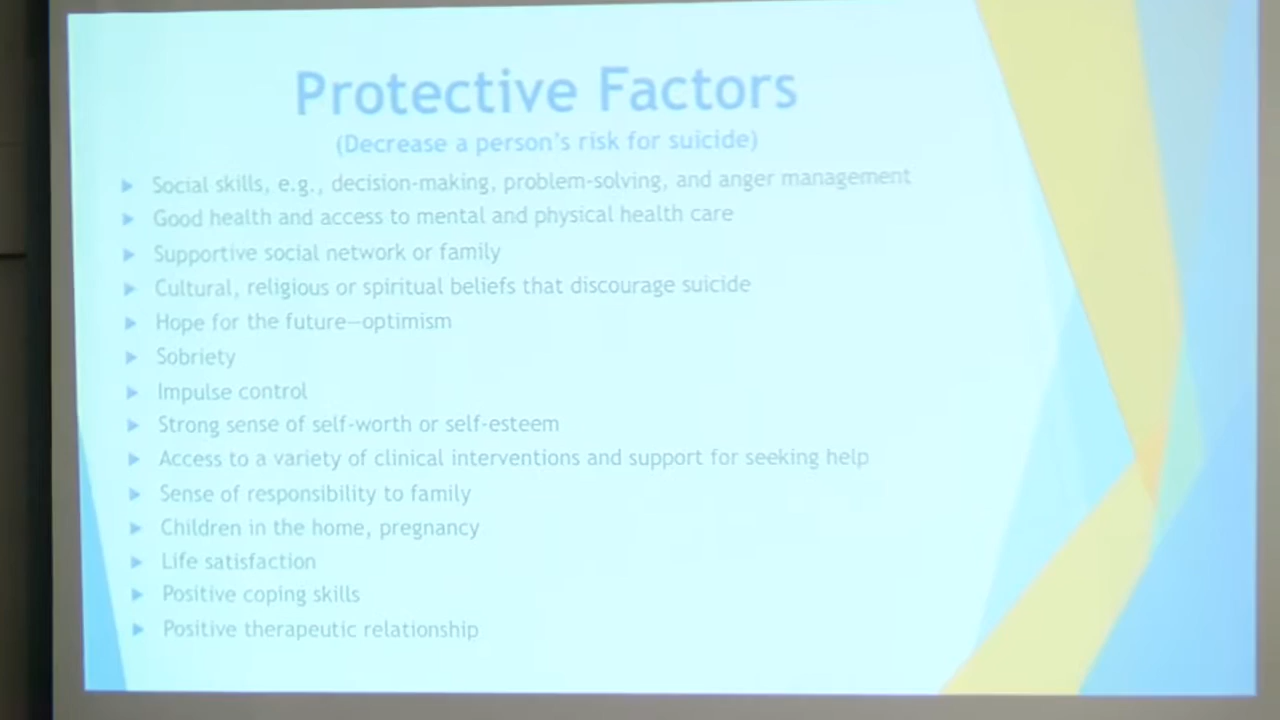 Protective Factors
(Decrease a person's risk for suicide)
Social skills, e.g., decision-making, problem-solving, and anger management
Good health and access to mental and physical health care
Supportive social network or family
Cultural, religious or spiritual beliefs that discourage suicide
Hope for the future—optimism
Sobriety
Impulse control
Strong sense of self-worth or self-esteem
Access to a variety of clinical interventions and support for seeking help
Sense of responsibility to family
Children in the home, pregnancy
Life satisfaction
Positive coping skills
Positive therapeutic relationship